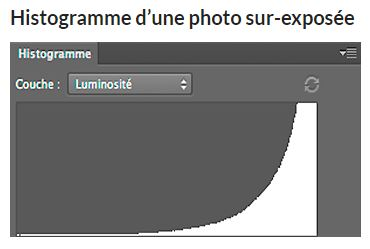 Histogramme d’une photo sur-exposée
Histogramme
Couche : Luminosité